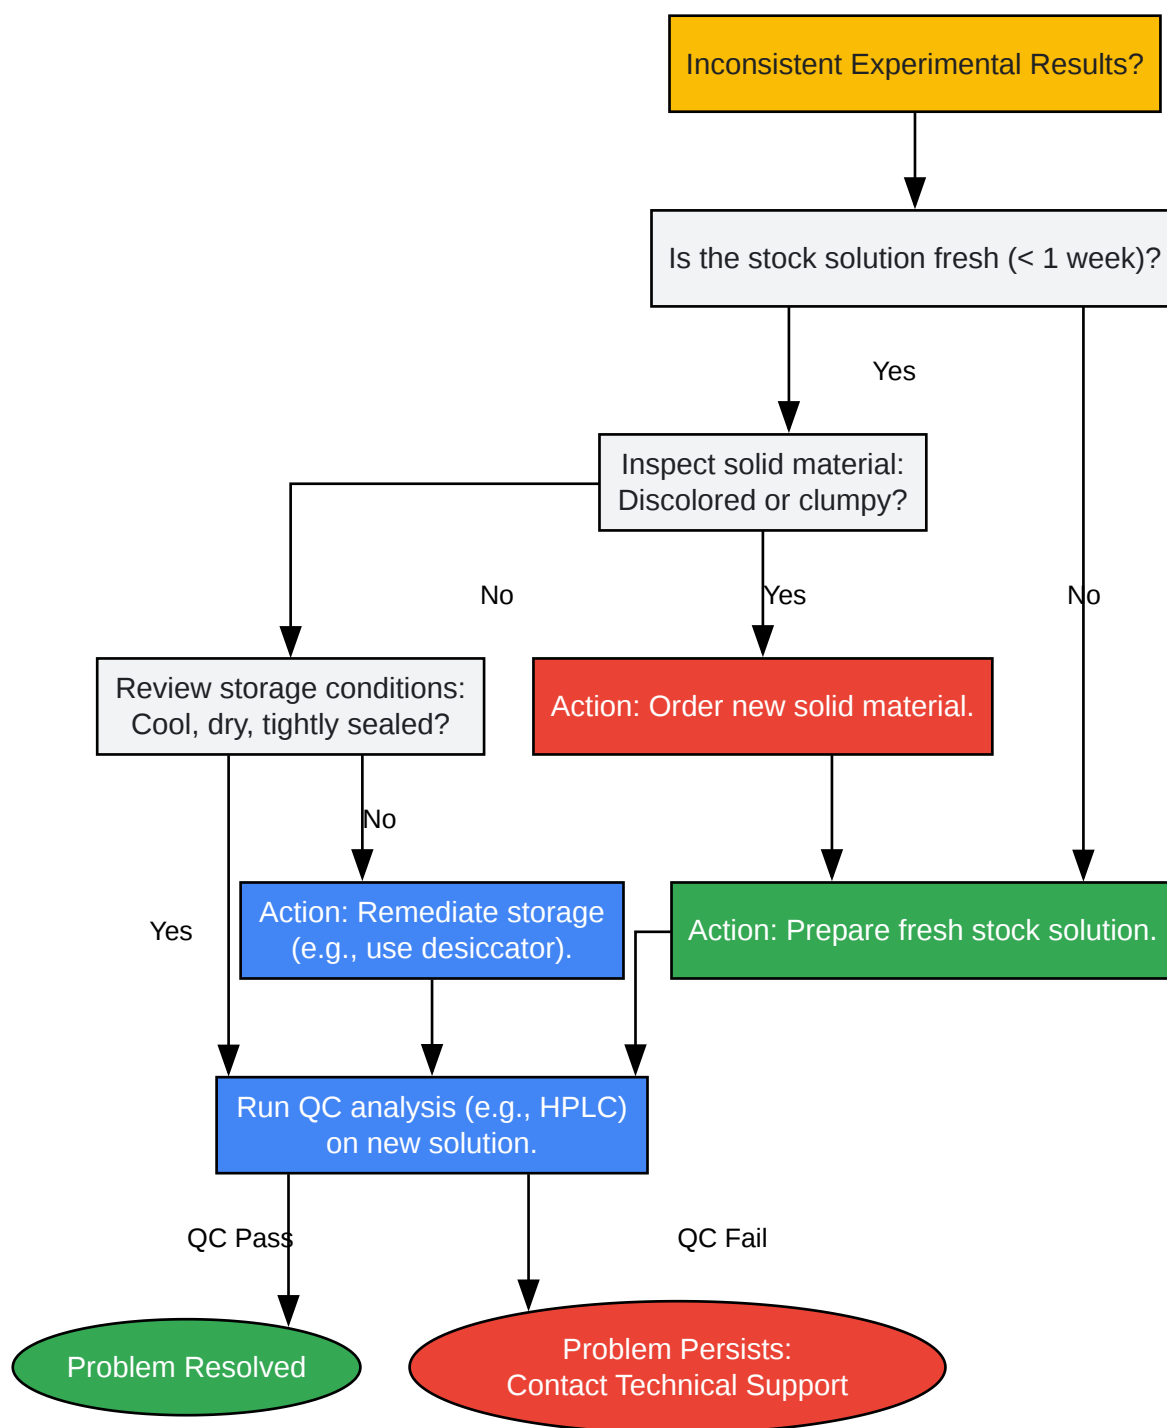 Inconsistent Experimental Results?
Is the stock solution fresh (< 1 week)?
Yes
Inspect solid material:
Discolored or clumpy?
No
Yes
No
Review storage conditions:
Cool, dry, tightly sealed?
Action: Order new solid material.
No
Yes
Action: Remediate storage
(e.g., use desiccator).
Action: Prepare fresh stock solution.
Run QC analysis (e.g., HPLC)
on new solution.
QC Pass
QC Fail
Problem Resolved
Problem Persists:
Contact Technical Support